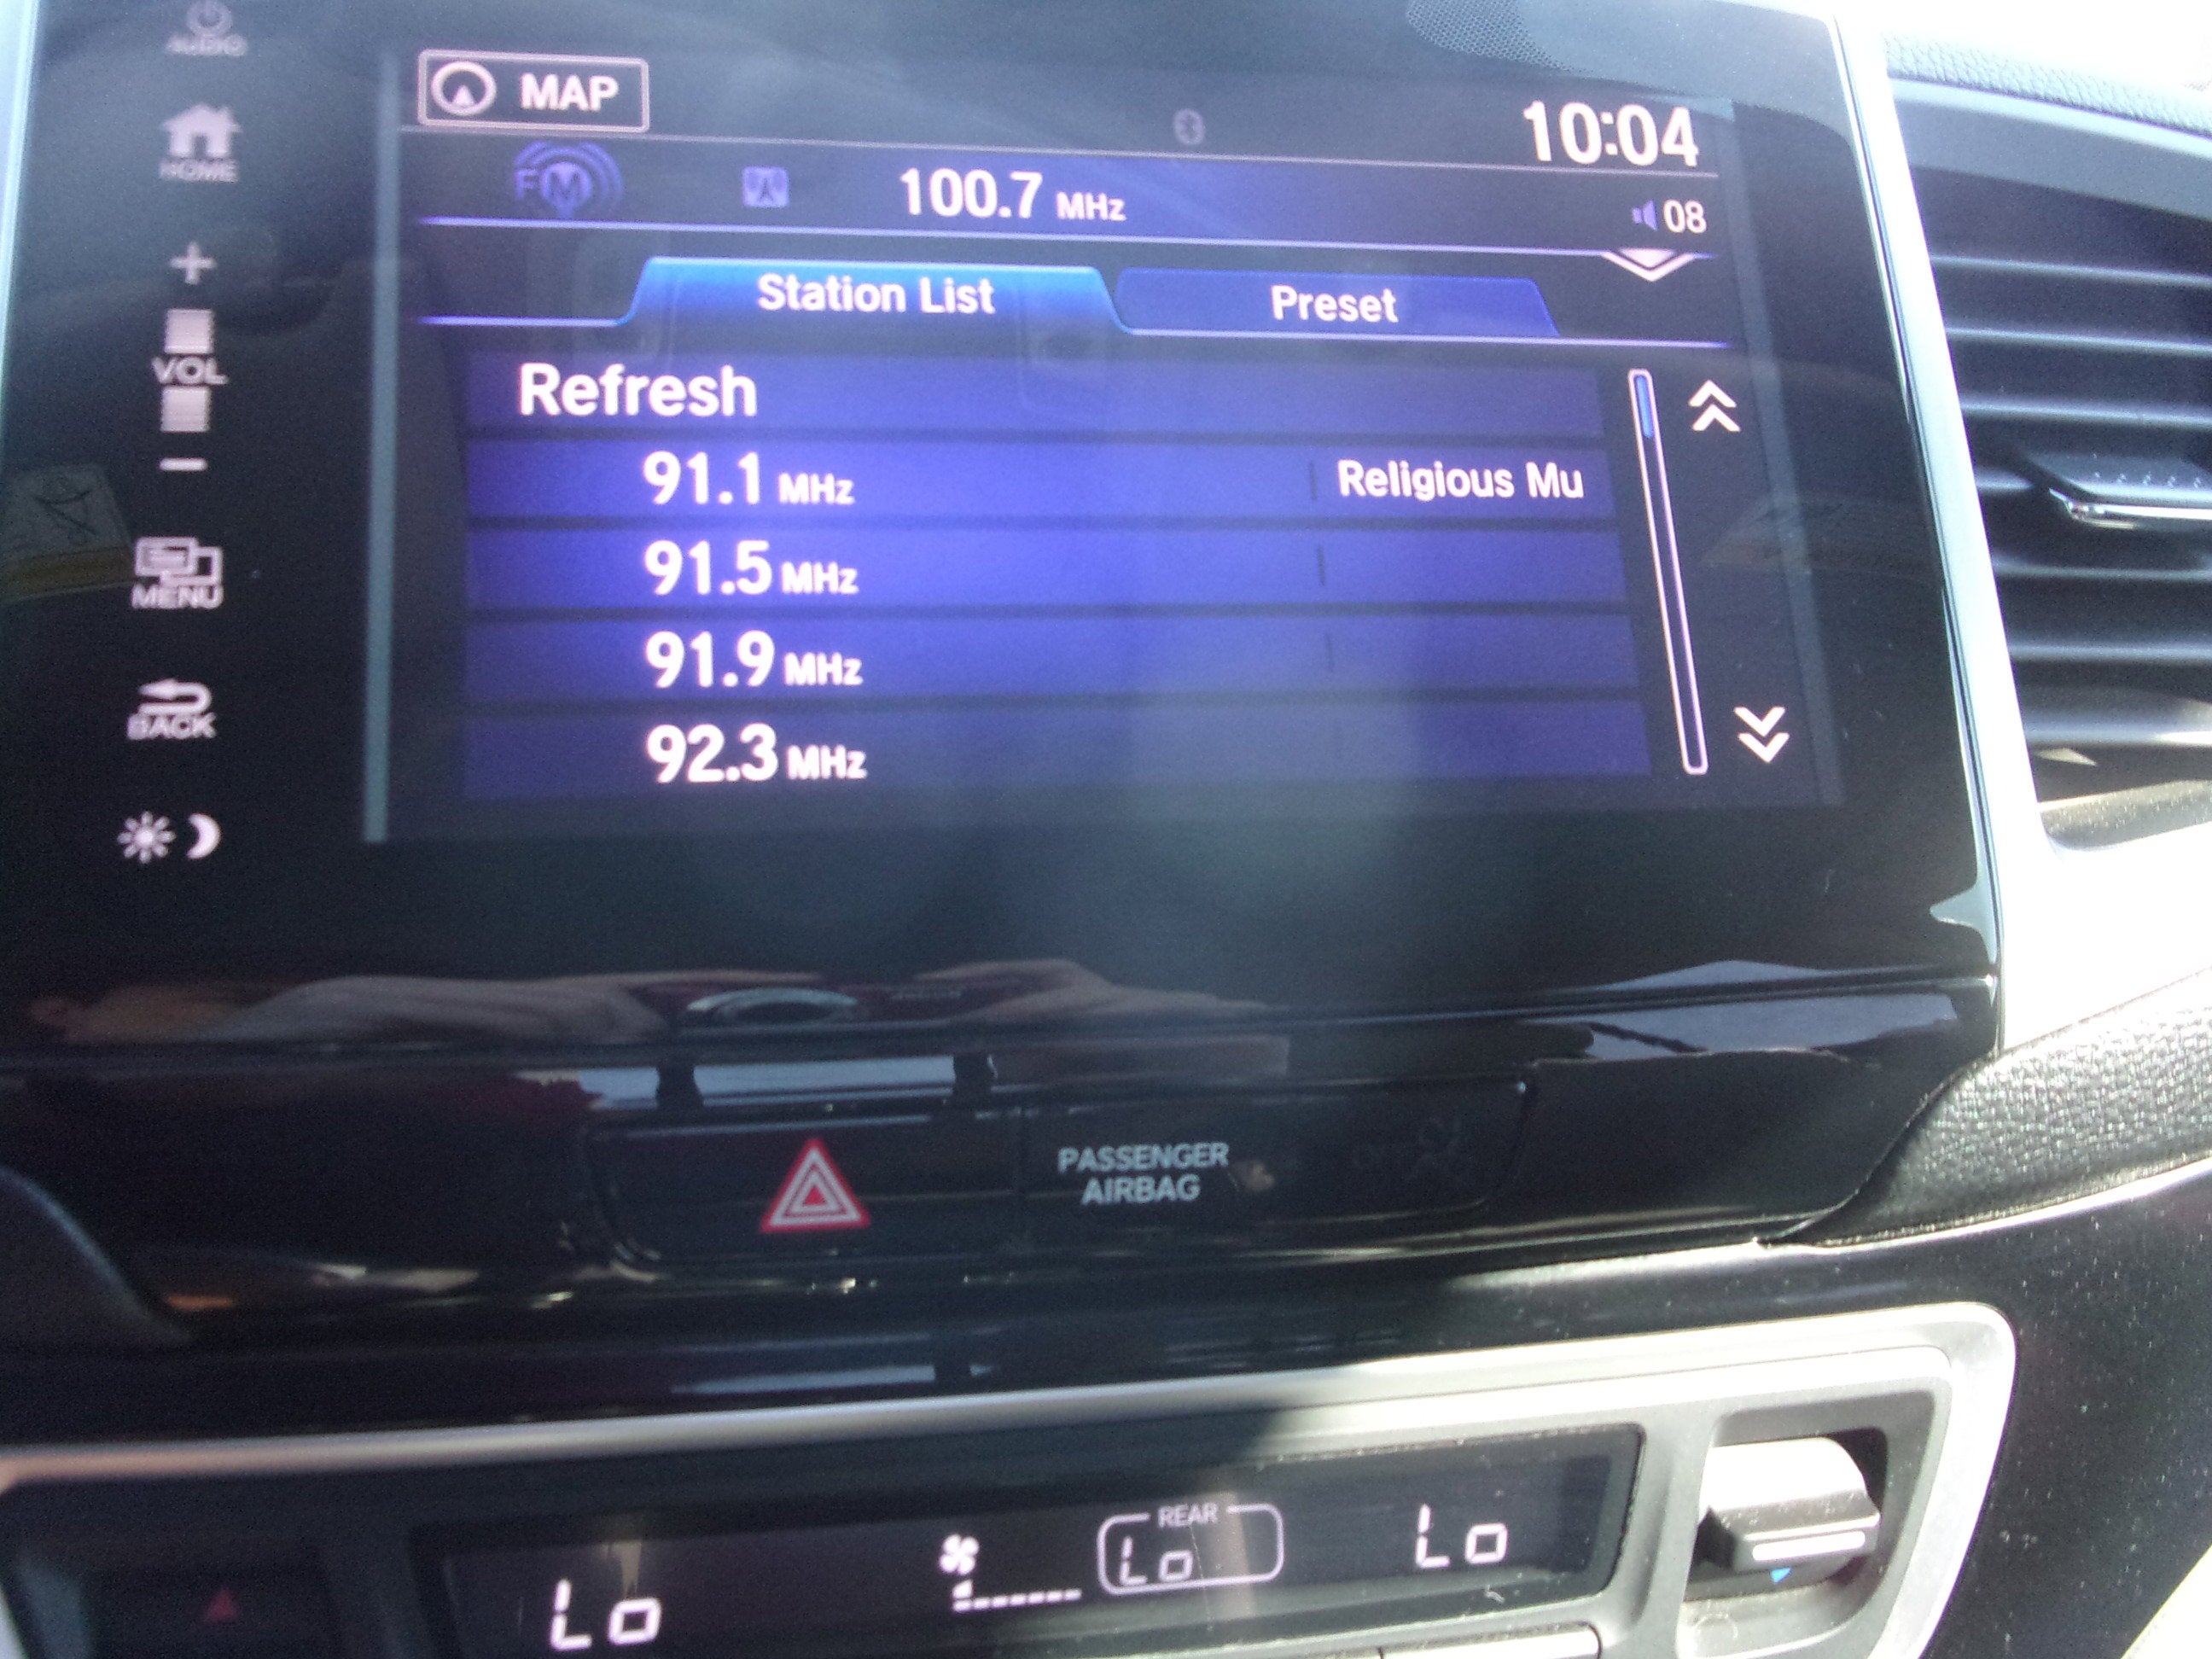 AUDIO
MAP
10:04
HOME
FM
100.7 MHz
08
Station List
Preset
+
VOL
-
Refresh
91.1 MHz
Religious Mu
91.5 MHz
91.9 MHz
92.3 MHz
MENU
BACK
PASSENGER
AIRBAG
REAR
Lo
Lo
Lo